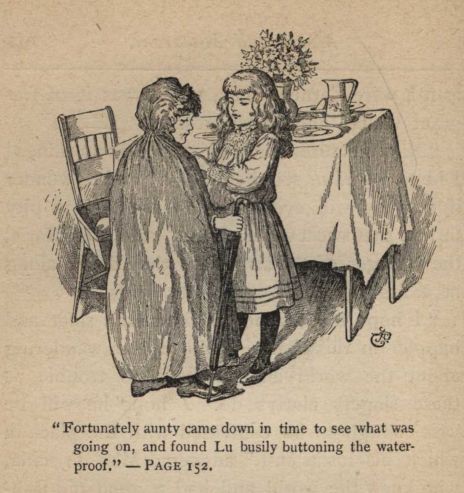 "Fortunately aunty came down in time to see what was
going on, and found Lu busily buttoning the water-
proof." — PAGE 152.